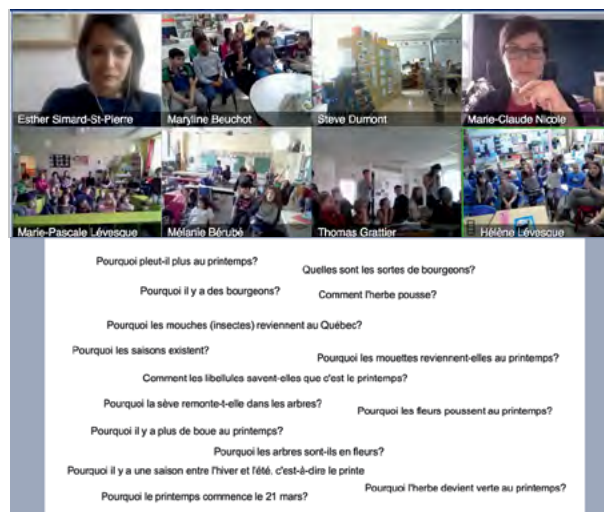 Esther Simard-St-Pierre
Maryline Beuchot
Steve Dumont
Marie-Claude Nicole
Marie-Pascale Lévesque
Mélanie Bérubé
Thomas Grattier
Hélène Lévesque
Pourquoi pleut-il plus au printemps?
Quelles sont les sortes de bourgeons?
Pourquoi il y a des bourgeons?
Comment l'herbe pousse?
Pourquoi les mouches (insectes) reviennent au Québec?
Pourquoi les saisons existent?
Pourquoi les mouettes reviennent-elles au printemps?
Comment les libellules savent-elles que c'est le printemps?
Pourquoi la sève remonte-t-elle dans les arbres?
Pourquoi les fleurs poussent au printemps?
Pourquoi il y a plus de boue au printemps?
Pourquoi les arbres sont-ils en fleurs?
Pourquoi il y a une saison entre l'hiver et l'été. c'est-à-dire le printe
Pourquoi l'herbe devient verte au printemps?
Pourquoi le printemps commence le 21 mars?